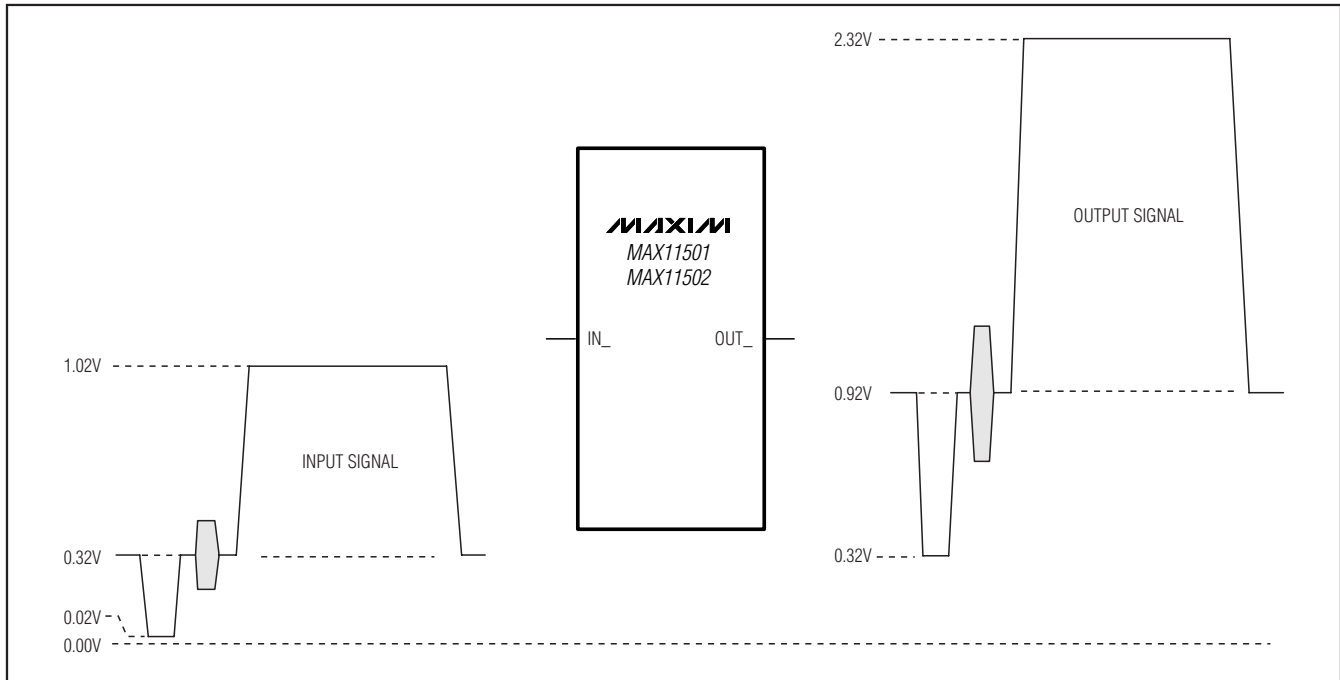 2.32V
OUTPUT SIGNAL
MAXIM
MAX11501
MAX11502
IN_
OUT_
1.02V
0.92V
INPUT SIGNAL
0.32V
0.32V
0.02V
0.00V